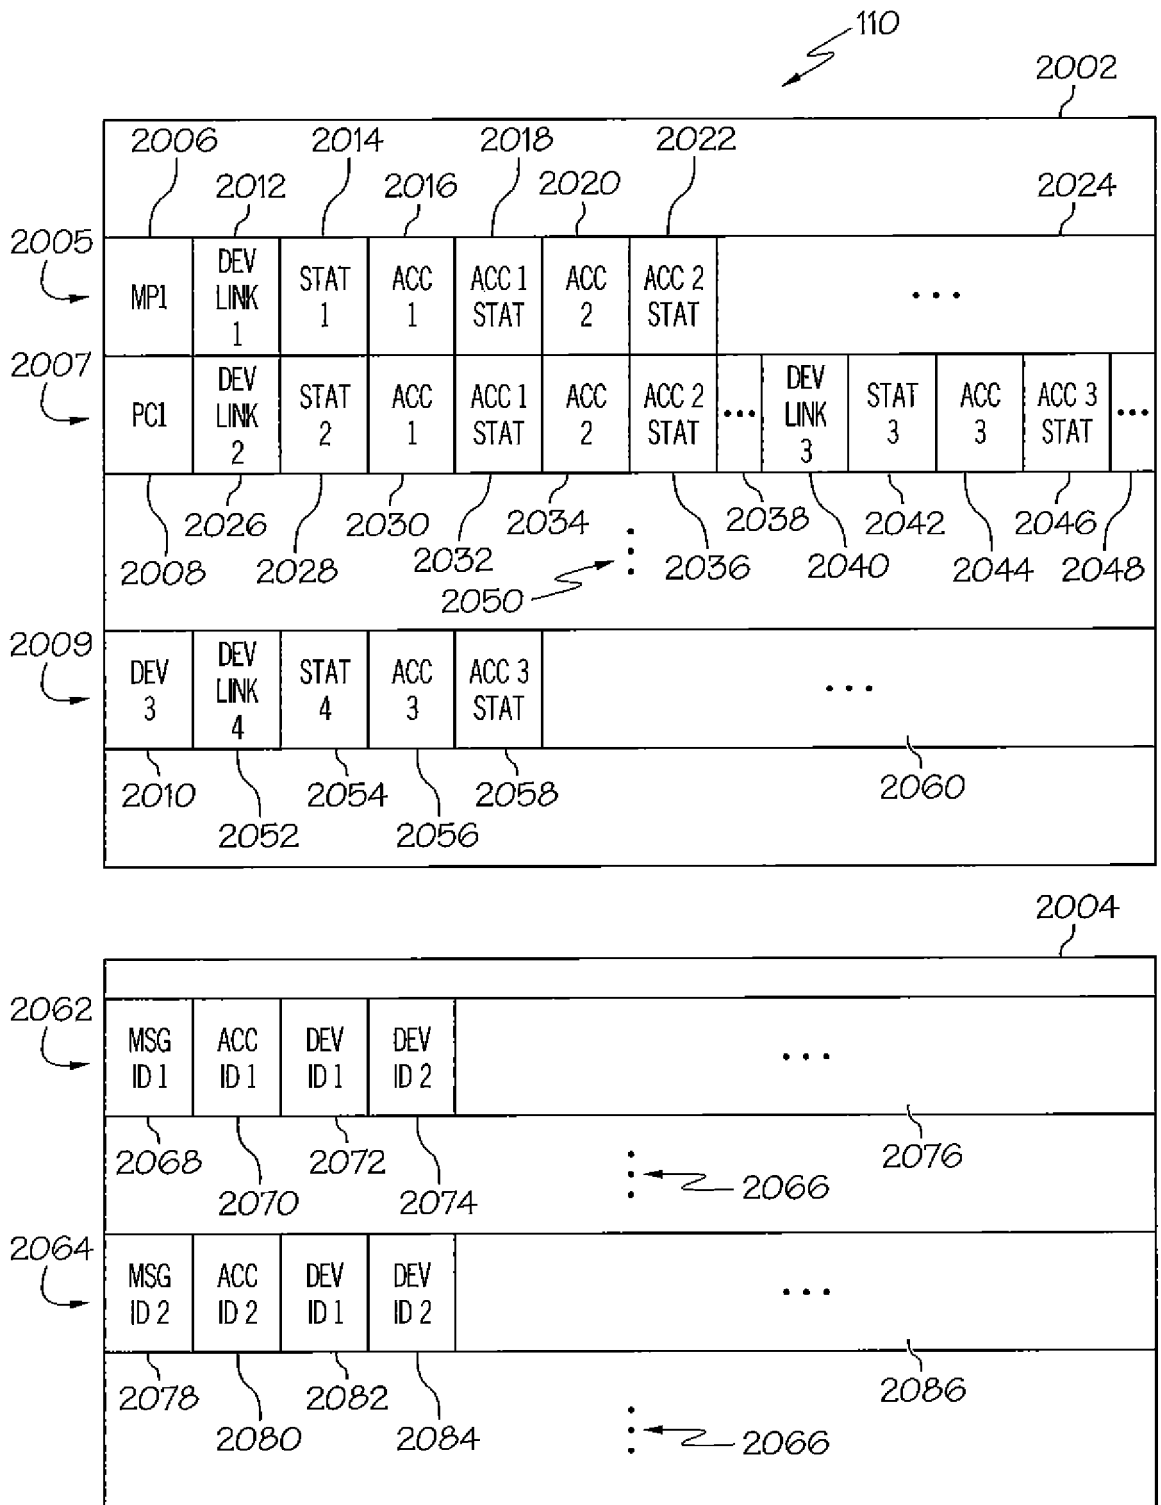 110
2002
2006 2014 2018 2022
2012 2016 2020 2024
2005
MP1 DEV LINK 1 STAT 1 ACC 1 ACC 1 STAT ACC 2 ACC 2 STAT ...
2007
PC1 DEV LINK 2 STAT 2 ACC 1 ACC 1 STAT ACC 2 ACC 2 STAT ... DEV LINK 3 STAT 3 ACC 3 ACC 3 STAT ...
2026 2030 2034 2038 2042 2046
2008 2028 2032 2036 2040 2044 2048
2050
2009
DEV 3 DEV LINK 4 STAT 4 ACC 3 ACC 3 STAT ...
2010 2054 2058 2060
2052 2056
2004
2062
MSG ID 1 ACC ID 1 DEV ID 1 DEV ID 2 ...
2068 2072 2076
2070 2074 2066
2064
MSG ID 2 ACC ID 2 DEV ID 1 DEV ID 2 ...
2078 2082 2086
2080 2084 2066